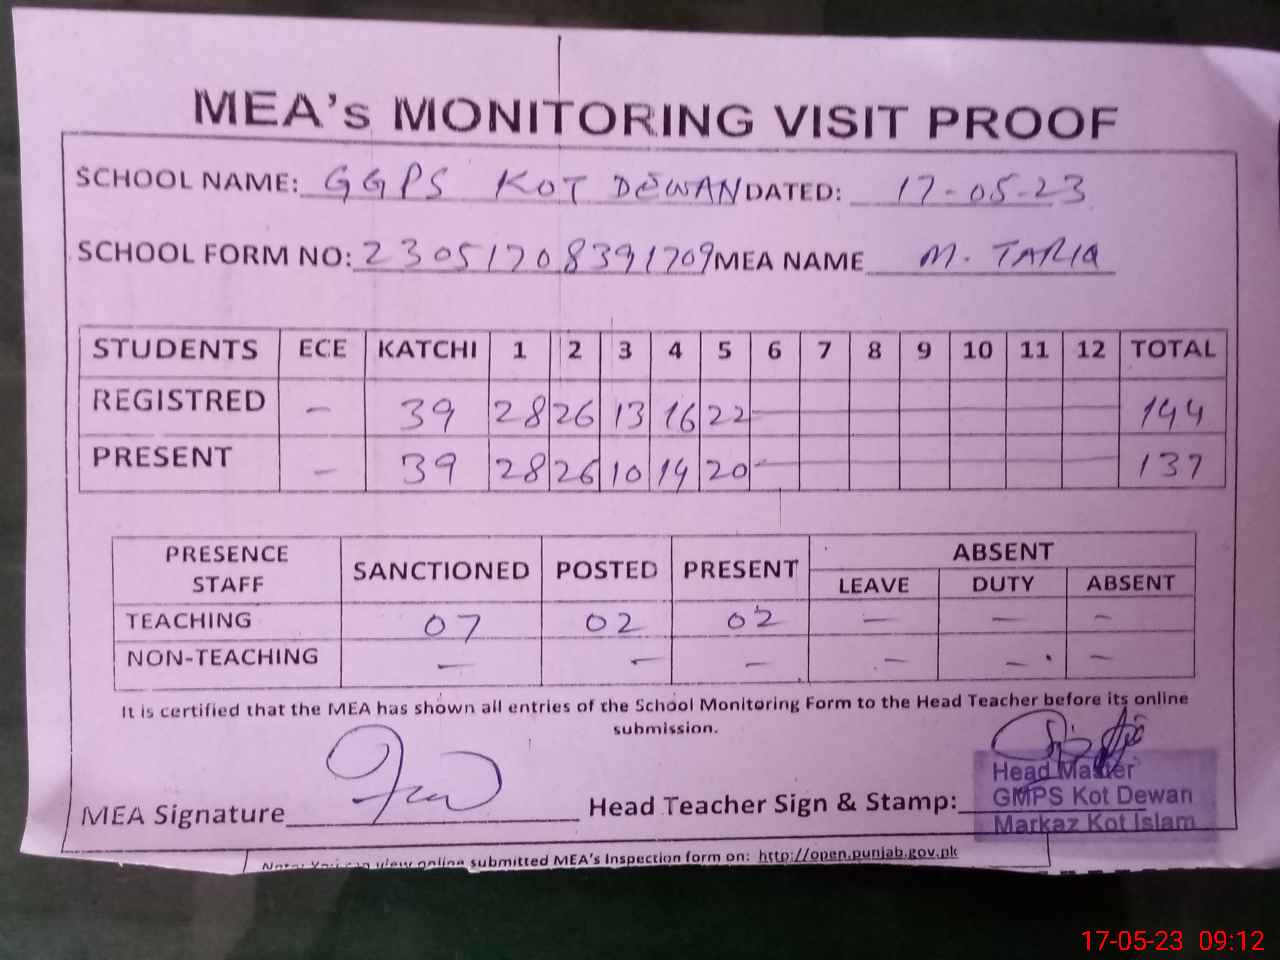 MEA's MONITORING VISIT PROOF
SCHOOL NAME: GGPS KOT DEWAN DATED: 17-05-23
SCHOOL FORM NO: 23051708391709 MEA NAME M. TARIQ
STUDENTS ECE KATCHI 1 2 3 4 5 6 7 8 9 10 11 12 TOTAL
REGISTRED - 39 28 26 13 16 22 - 144
PRESENT - 39 28 26 10 14 20 - 137
PRESENCE STAFF SANCTIONED POSTED PRESENT ABSENT
LEAVE DUTY ABSENT
TEACHING 07 02 02 - - -
NON-TEACHING - - - - - -
It is certified that the MEA has shown all entries of the School Monitoring Form to the Head Teacher before its online
submission.
MEA Signature
Head Teacher Sign & Stamp:
Head Master
GMPS Kot Dewan
Markaz Kot Islam
Note: You can view online submitted MEA's Inspection form on: http://open.punjab.gov.pk
17-05-23 09:12